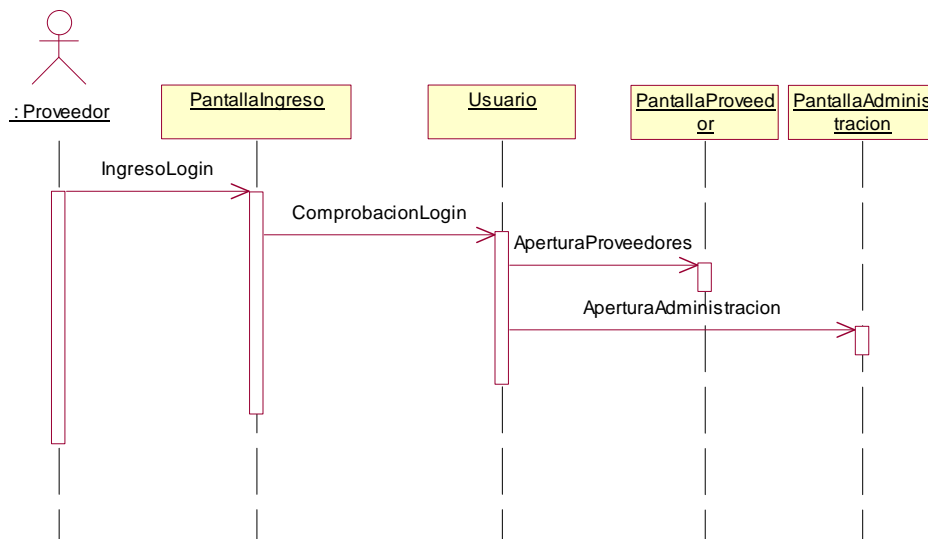 : Proveedor
PantallaIngreso
Usuario
PantallaProveed
or
PantallaAdminis
tracion
IngresoLogin
ComprobacionLogin
AperturaProveedores
AperturaAdministracion